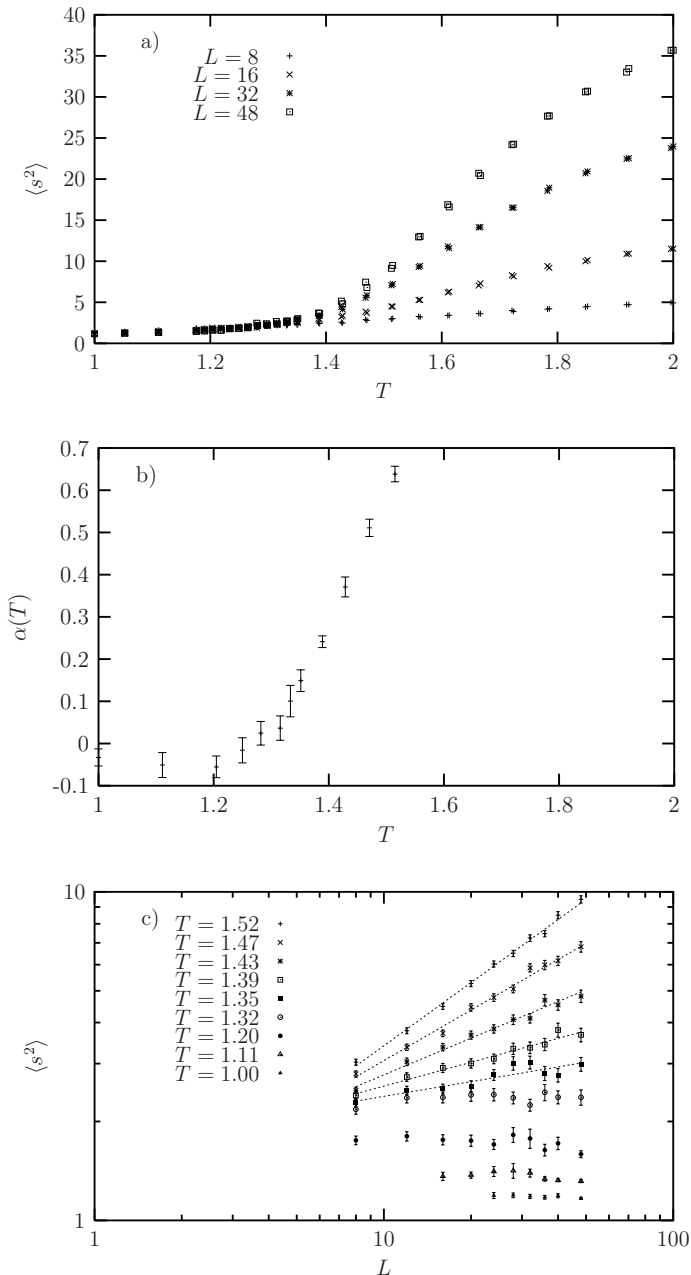 a)
L = 8
L = 16
L = 32
L = 48
40
35
30
25
20
15
10
5
0
⟨s²⟩
1 1.2 1.4 1.6 1.8 2
T
b)
0.7
0.6
0.5
0.4
0.3
0.2
0.1
0
-0.1
α(T)
1 1.2 1.4 1.6 1.8 2
T
c)
T = 1.52
T = 1.47
T = 1.43
T = 1.39
T = 1.35
T = 1.32
T = 1.20
T = 1.11
T = 1.00
10
1
⟨s²⟩
1 10 100
L